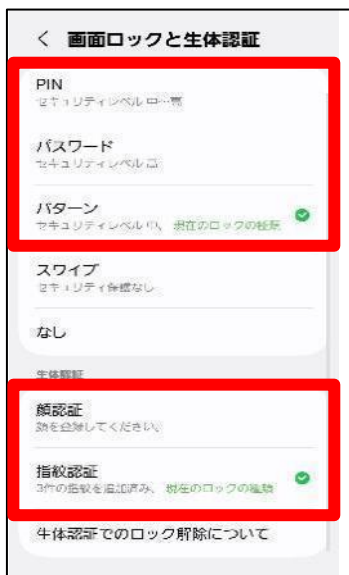 < 画面ロックと生体認証
PIN
セキュリティレベル 中～高
パスワード
セキュリティレベル 高
パターン
セキュリティレベル 中、現在のロックの種類
スワイプ
セキュリティ保護なし
なし
生体認証
顔認証
顔を登録してください。
指紋認証
3件の指紋を追加済み、現在のロックの種類
生体認証でのロック解除について